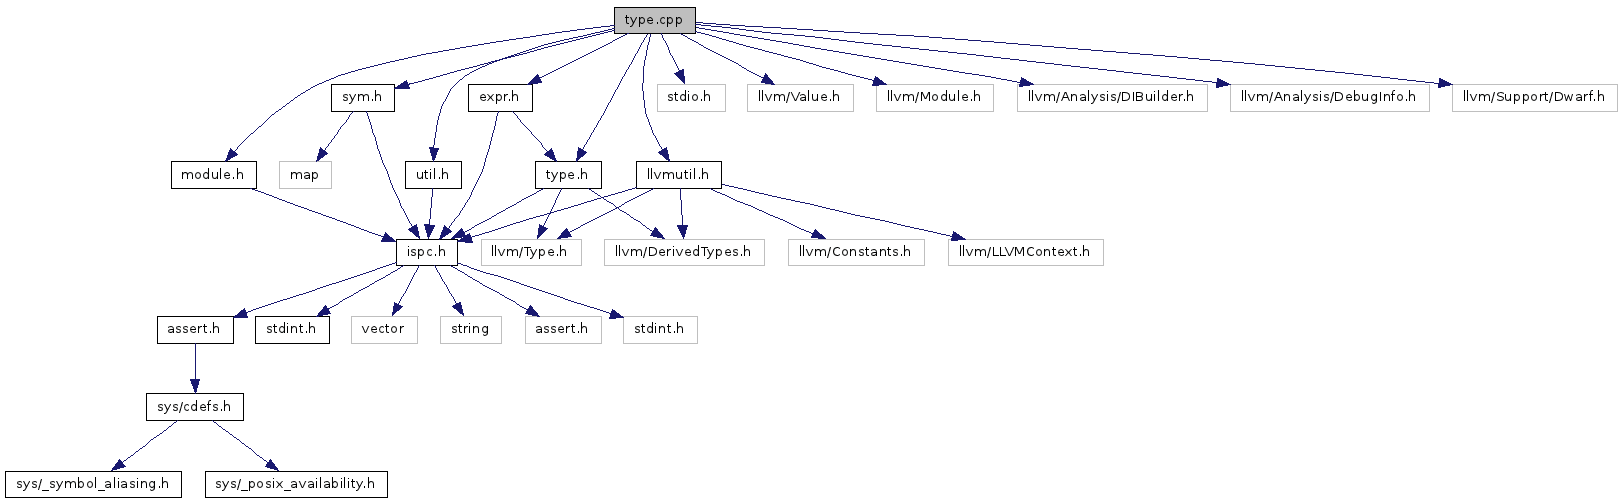 type.cpp
sym.h
expr.h
stdio.h
llvm/Value.h
llvm/Module.h
llvm/Analysis/DIBuilder.h
llvm/Analysis/DebugInfo.h
llvm/Support/Dwarf.h
module.h
map
util.h
type.h
llvmutil.h
ispc.h
llvm/Type.h
llvm/DerivedTypes.h
llvm/Constants.h
llvm/LLVMContext.h
assert.h
stdint.h
vector
string
assert.h
stdint.h
sys/cdefs.h
sys/_symbol_aliasing.h
sys/_posix_availability.h